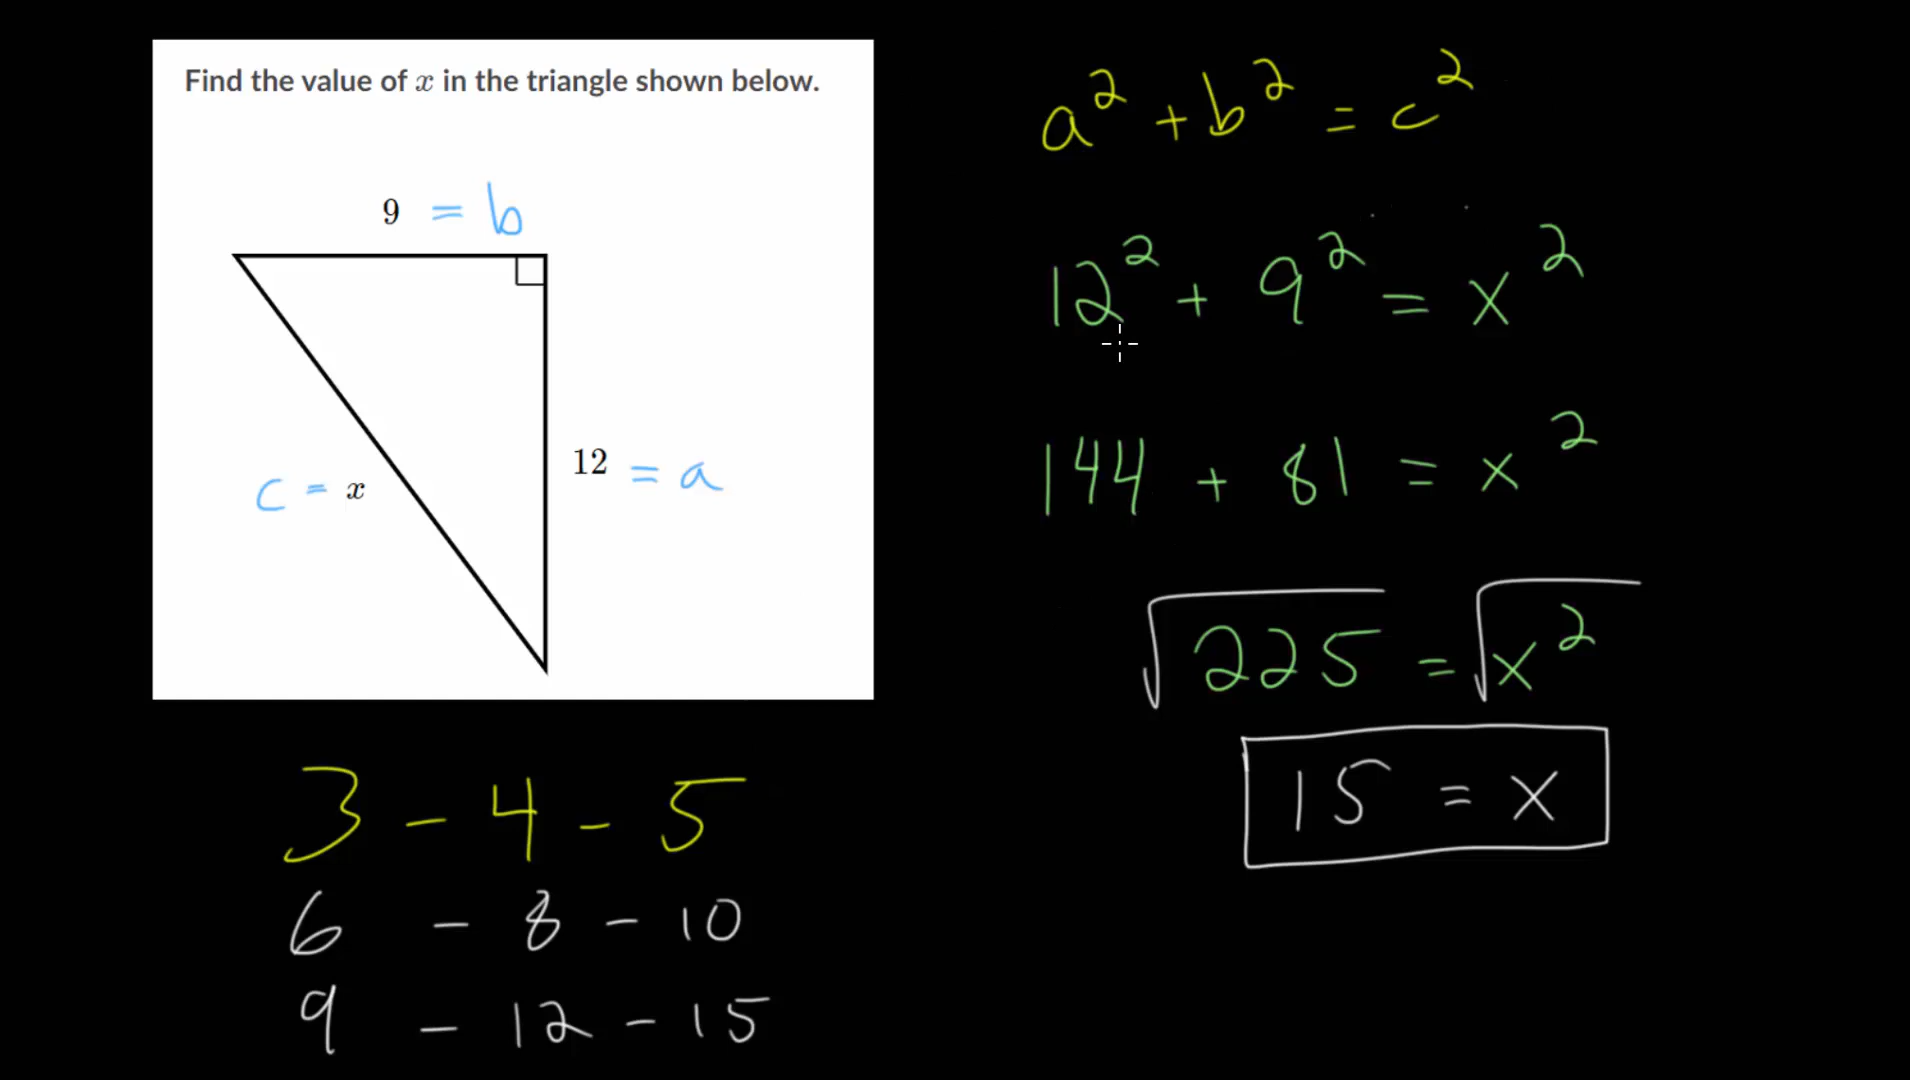 Find the value of x in the triangle shown below.
9 = b
12 = a
c = x
3 - 4 - 5
6 - 8 - 10
9 - 12 - 15
a² + b² = c²
12² + 9² = x²
144 + 81 = x²
√225 = √x²
15 = x